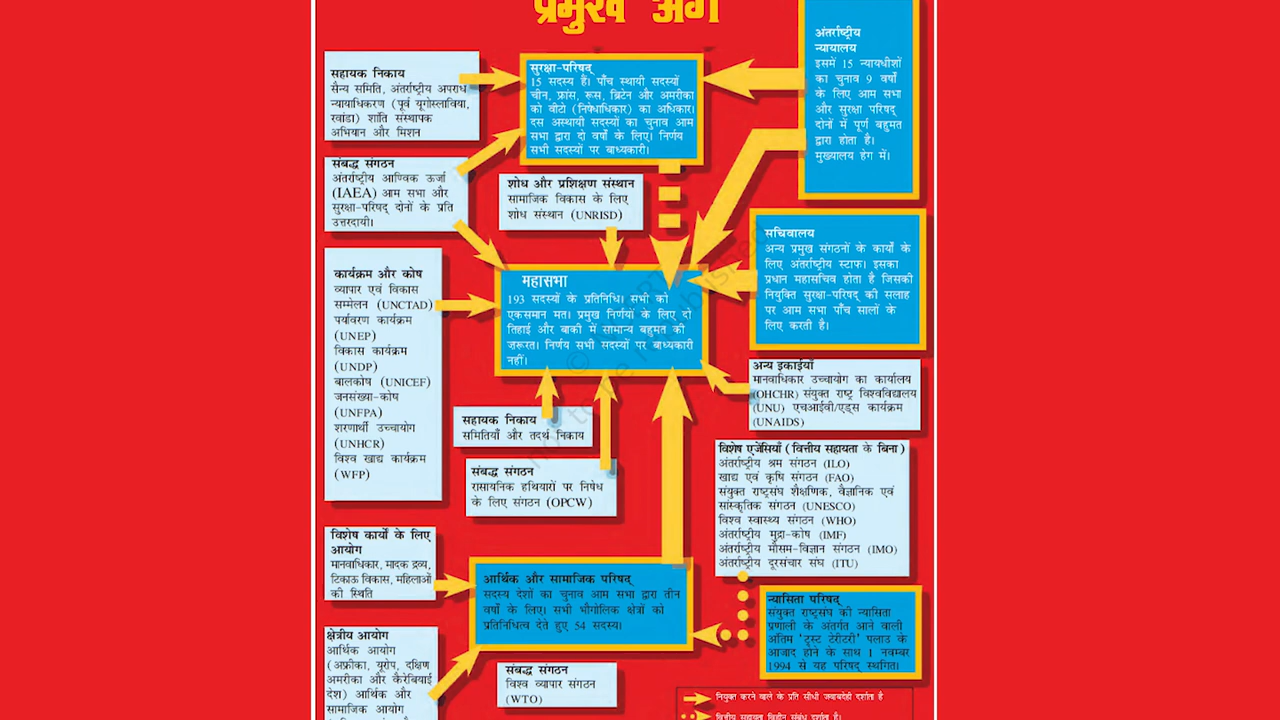 प्रमुख अंग
सहायक निकाय
सैन्य समिति, अंतर्राष्ट्रीय अपराध
न्यायाधिकरण (पूर्व यूगोस्लाविया,
रवांडा) शांति संस्थापक
अभियान और मिशन
सुरक्षा-परिषद्
15 सदस्य हैं। पाँच स्थायी सदस्यों
चीन, फ्रांस, रूस, ब्रिटेन और अमरीका
को वीटो (निषेधाधिकार) का अधिकार।
दस अस्थायी सदस्यों का चुनाव आम
सभा द्वारा दो वर्षों के लिए। निर्णय
सभी सदस्यों पर बाध्यकारी।
अंतर्राष्ट्रीय
न्यायालय
इसमें 15 न्यायधीशों
का चुनाव 9 वर्षों
के लिए आम सभा
और सुरक्षा परिषद्
दोनों में पूर्ण बहुमत
द्वारा होता है।
मुख्यालय हेग में।
संबद्ध संगठन
अंतर्राष्ट्रीय आण्विक ऊर्जा
(IAEA) आम सभा और
सुरक्षा-परिषद् दोनों के प्रति
उत्तरदायी।
शोध और प्रशिक्षण संस्थान
सामाजिक विकास के लिए
शोध संस्थान (UNRISD)
सचिवालय
अन्य प्रमुख संगठनों के कार्यों के
लिए अंतर्राष्ट्रीय स्टाफ। इसका
प्रधान महासचिव होता है जिसकी
नियुक्ति सुरक्षा-परिषद् की सलाह
पर आम सभा पाँच सालों के
लिए करती है।
कार्यक्रम और कोष
व्यापार एवं विकास
सम्मेलन (UNCTAD)
पर्यावरण कार्यक्रम
(UNEP)
विकास कार्यक्रम
(UNDP)
बालकोष (UNICEF)
जनसंख्या-कोष
(UNFPA)
शरणार्थी उच्चायोग
(UNHCR)
विश्व खाद्य कार्यक्रम
(WFP)
महासभा
193 सदस्यों के प्रतिनिधि। सभी को
एकसमान मत। प्रमुख निर्णयों के लिए दो
तिहाई और बाकी में सामान्य बहुमत की
ज़रूरत। निर्णय सभी सदस्यों पर बाध्यकारी
नहीं।
अन्य इकाईयाँ
मानवाधिकार उच्चायोग का कार्यालय
(OHCHR) संयुक्त राष्ट्र विश्वविद्यालय
(UNU) एचआईवी/एड्स कार्यक्रम
(UNAIDS)
सहायक निकाय
समितियाँ और तदर्थ निकाय
संबद्ध संगठन
रासायनिक हथियारों पर निषेध
के लिए संगठन (OPCW)
विशेष एजेंसियाँ (वित्तीय सहायता के बिना)
अंतर्राष्ट्रीय श्रम संगठन (ILO)
खाद्य एवं कृषि संगठन (FAO)
संयुक्त राष्ट्रसंघ शैक्षणिक, वैज्ञानिक एवं
सांस्कृतिक संगठन (UNESCO)
विश्व स्वास्थ्य संगठन (WHO)
अंतर्राष्ट्रीय मुद्रा-कोष (IMF)
अंतर्राष्ट्रीय मौसम-विज्ञान संगठन (IMO)
अंतर्राष्ट्रीय दूरसंचार संघ (ITU)
विशेष कार्यों के लिए
आयोग
मानवाधिकार, मादक द्रव्य,
टिकाऊ विकास, महिलाओं
की स्थिति
आर्थिक और सामाजिक परिषद्
सदस्य देशों का चुनाव आम सभा द्वारा तीन
वर्षों के लिए। सभी भौगोलिक क्षेत्रों को
प्रतिनिधित्व देते हुए 54 सदस्य।
न्यासिता परिषद्
संयुक्त राष्ट्रसंघ की न्यासिता
प्रणाली के अंतर्गत आने वाली
अंतिम 'ट्रस्ट टेरीटरी' पलाउ के
आजाद होने के साथ 1 नवम्बर
1994 से यह परिषद् स्थगित।
क्षेत्रीय आयोग
आर्थिक आयोग
(अफ्रीका, यूरोप, दक्षिण
अमरीका और कैरेबियाई
देश) आर्थिक और
सामाजिक आयोग
संबद्ध संगठन
विश्व व्यापार संगठन
(WTO)
नियुक्त करने वाले के प्रति सीधी जवाबदेही दर्शाता है
वित्तीय सहायता विहीन संबंध दर्शाता है।
not to be republished